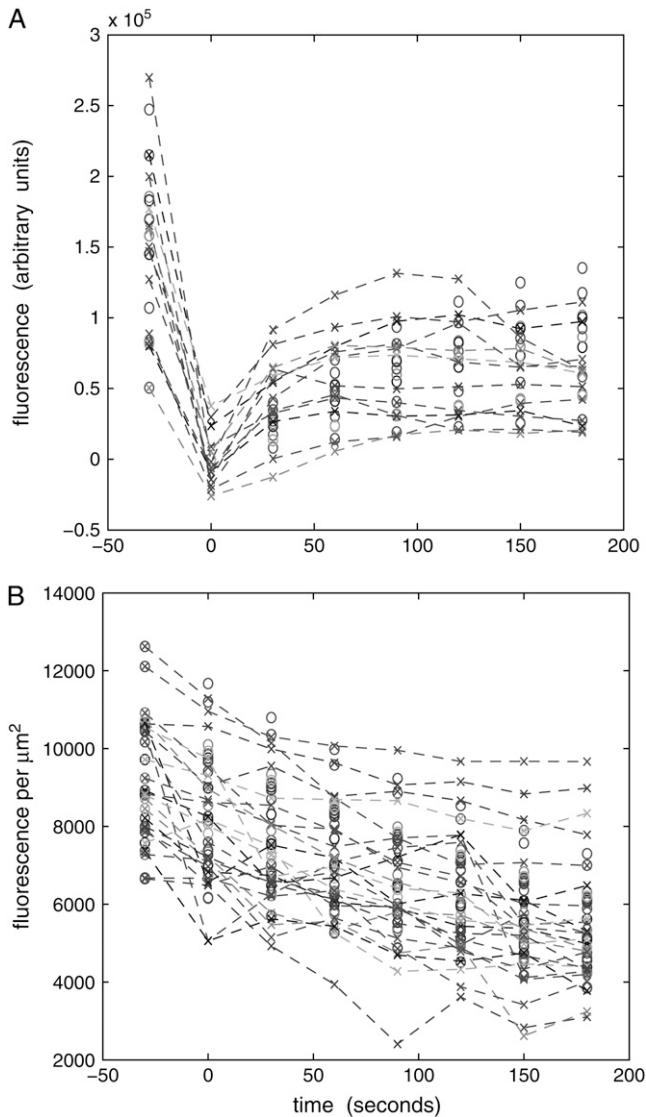 A
x 10⁵
3
2.5
2
1.5
1
0.5
0
−0.5
−50 0 50 100 150 200
fluorescence (arbitrary units)
B
14000
12000
10000
8000
6000
4000
2000
−50 0 50 100 150 200
fluorescence per μm²
time (seconds)